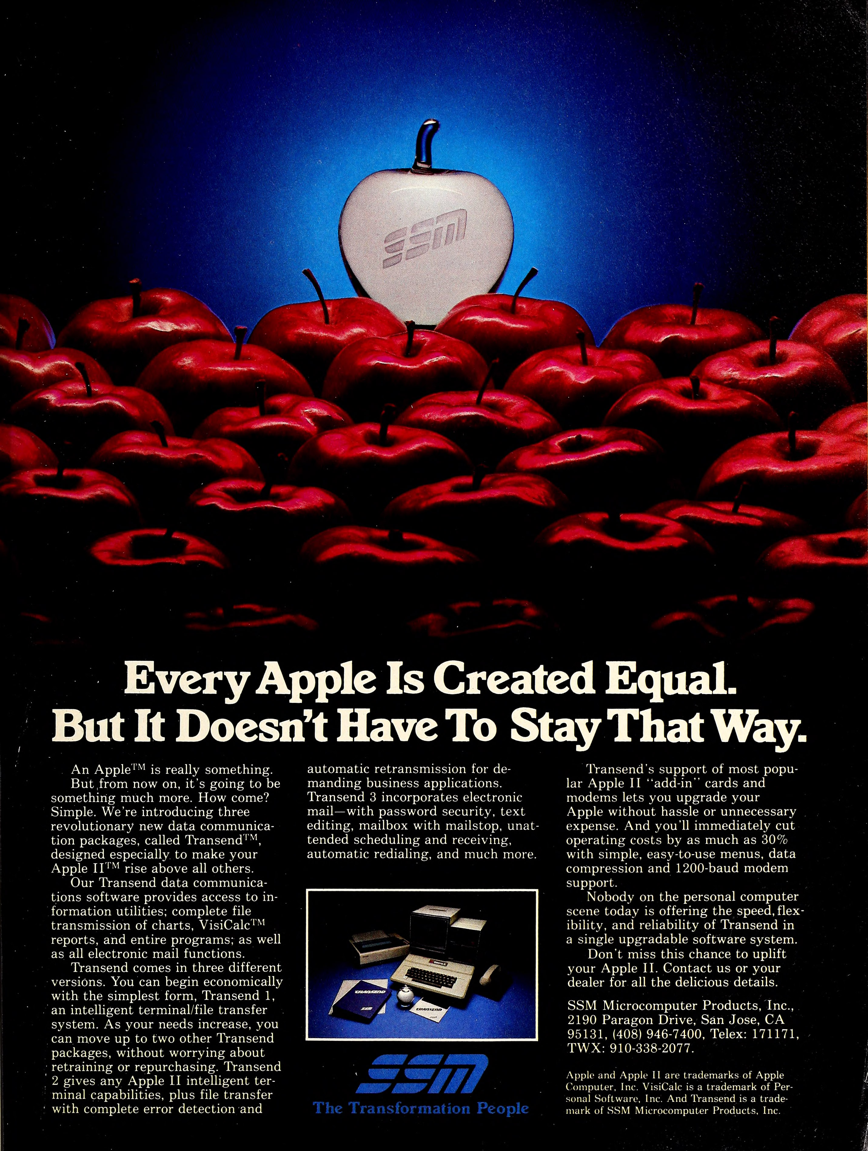 SSM
Every Apple Is Created Equal.
But It Doesn't Have To Stay That Way.
An Apple™ is really something.
But from now on, it's going to be
something much more. How come?
Simple. We're introducing three
revolutionary new data communica-
tion packages, called Transend™,
designed especially to make your
Apple II™ rise above all others.
Our Transend data communica-
tions software provides access to in-
formation utilities; complete file
transmission of charts, VisiCalc™
reports, and entire programs; as well
as all electronic mail functions.
Transend comes in three different
versions. You can begin economically
with the simplest form, Transend 1,
an intelligent terminal/file transfer
system. As your needs increase, you
can move up to two other Transend
packages, without worrying about
retraining or repurchasing. Transend
2 gives any Apple II intelligent ter-
minal capabilities, plus file transfer
with complete error detection and
automatic retransmission for de-
manding business applications.
Transend 3 incorporates electronic
mail—with password security, text
editing, mailbox with mailstop, unat-
tended scheduling and receiving,
automatic redialing, and much more.
SSM
The Transformation People
Transend's support of most popu-
lar Apple II "add-in" cards and
modems lets you upgrade your
Apple without hassle or unnecessary
expense. And you'll immediately cut
operating costs by as much as 30%
with simple, easy-to-use menus, data
compression and 1200-baud modem
support.
Nobody on the personal computer
scene today is offering the speed, flex-
ibility, and reliability of Transend in
a single upgradable software system.
Don't miss this chance to uplift
your Apple II. Contact us or your
dealer for all the delicious details.
SSM Microcomputer Products, Inc.,
2190 Paragon Drive, San Jose, CA
95131, (408) 946-7400, Telex: 171171,
TWX: 910-338-2077.
Apple and Apple II are trademarks of Apple
Computer, Inc. VisiCalc is a trademark of Per-
sonal Software, Inc. And Transend is a trade-
mark of SSM Microcomputer Products, Inc.